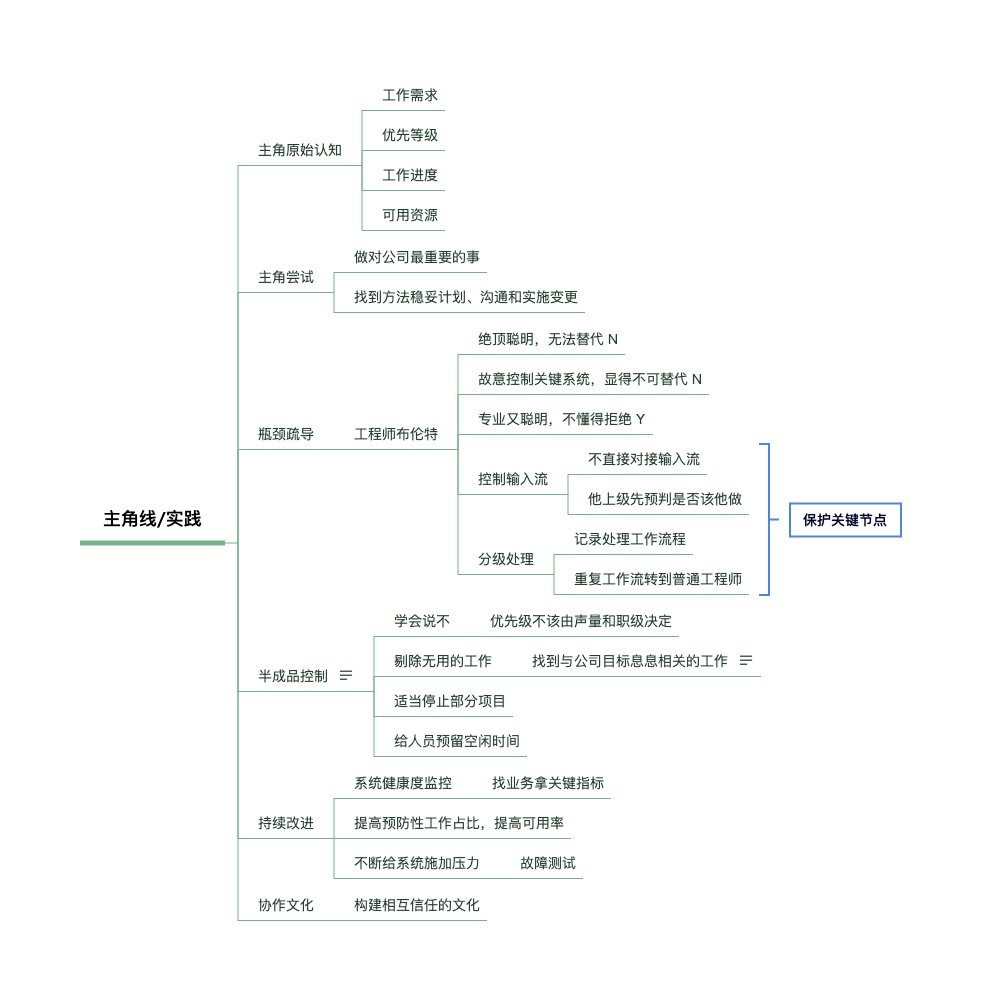 主角线/实践
主角原始认知
工作需求
优先等级
工作进度
可用资源
主角尝试
做对公司最重要的事
找到方法稳妥计划、沟通和实施变更
瓶颈疏导
工程师布伦特
绝顶聪明，无法替代 N
故意控制关键系统，显得不可替代 N
专业又聪明，不懂得拒绝 Y
控制输入流
不直接对接输入流
他上级先预判是否该他做
分级处理
记录处理工作流程
重复工作流转到普通工程师
保护关键节点
半成品控制
学会说不
优先级不该由声量和职级决定
剔除无用的工作
找到与公司目标息息相关的工作
适当停止部分项目
给人员预留空闲时间
持续改进
系统健康度监控
找业务拿关键指标
提高预防性工作占比，提高可用率
不断给系统施加压力
故障测试
协作文化
构建相互信任的文化